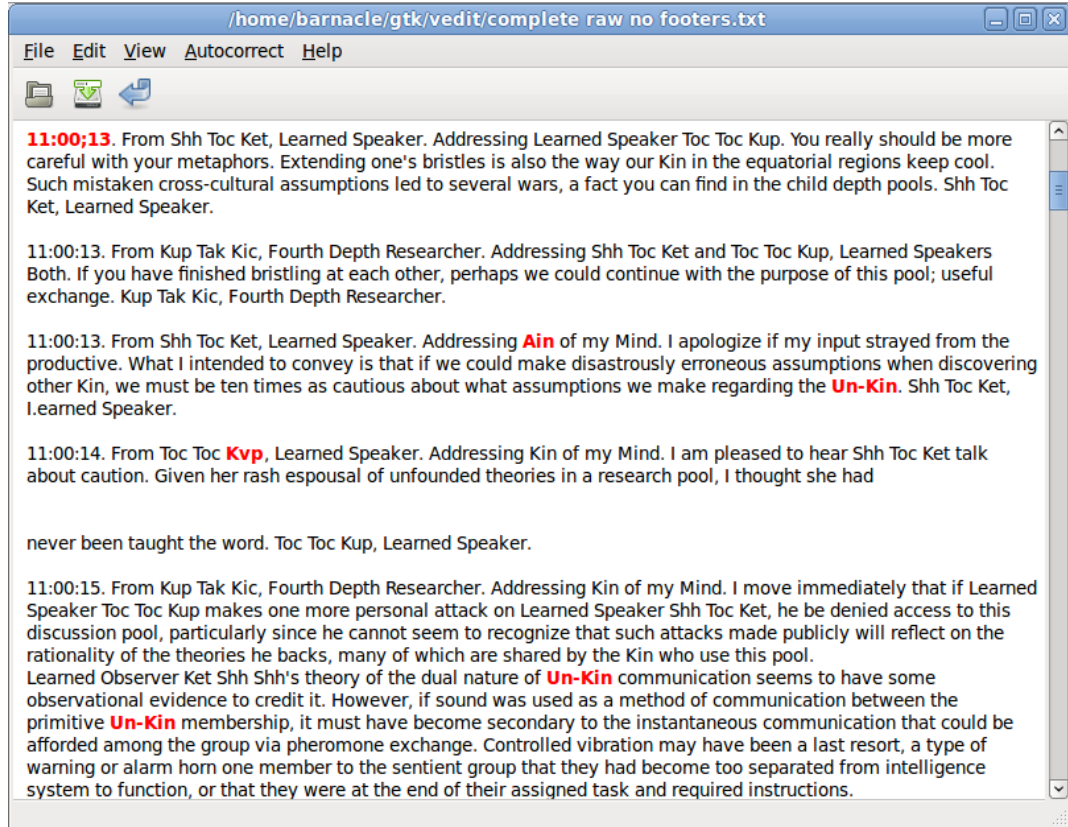 /home/barnacle/gtk/vedit/complete raw no footers.txt
File Edit View Autocorrect Help
11:00;13. From Shh Toc Ket, Learned Speaker. Addressing Learned Speaker Toc Toc Kup. You really should be more
careful with your metaphors. Extending one's bristles is also the way our Kin in the equatorial regions keep cool.
Such mistaken cross-cultural assumptions led to several wars, a fact you can find in the child depth pools. Shh Toc
Ket, Learned Speaker.
11:00:13. From Kup Tak Kic, Fourth Depth Researcher. Addressing Shh Toc Ket and Toc Toc Kup, Learned Speakers
Both. If you have finished bristling at each other, perhaps we could continue with the purpose of this pool; useful
exchange. Kup Tak Kic, Fourth Depth Researcher.
11:00:13. From Shh Toc Ket, Learned Speaker. Addressing Ain of my Mind. I apologize if my input strayed from the
productive. What I intended to convey is that if we could make disastrously erroneous assumptions when discovering
other Kin, we must be ten times as cautious about what assumptions we make regarding the Un-Kin. Shh Toc Ket,
I.earned Speaker.
11:00:14. From Toc Toc Kvp, Learned Speaker. Addressing Kin of my Mind. I am pleased to hear Shh Toc Ket talk
about caution. Given her rash espousal of unfounded theories in a research pool, I thought she had
never been taught the word. Toc Toc Kup, Learned Speaker.
11:00:15. From Kup Tak Kic, Fourth Depth Researcher. Addressing Kin of my Mind. I move immediately that if Learned
Speaker Toc Toc Kup makes one more personal attack on Learned Speaker Shh Toc Ket, he be denied access to this
discussion pool, particularly since he cannot seem to recognize that such attacks made publicly will reflect on the
rationality of the theories he backs, many of which are shared by the Kin who use this pool.
Learned Observer Ket Shh Shh's theory of the dual nature of Un-Kin communication seems to have some
observational evidence to credit it. However, if sound was used as a method of communication between the
primitive Un-Kin membership, it must have become secondary to the instantaneous communication that could be
afforded among the group via pheromone exchange. Controlled vibration may have been a last resort, a type of
warning or alarm horn one member to the sentient group that they had become too separated from intelligence
system to function, or that they were at the end of their assigned task and required instructions.